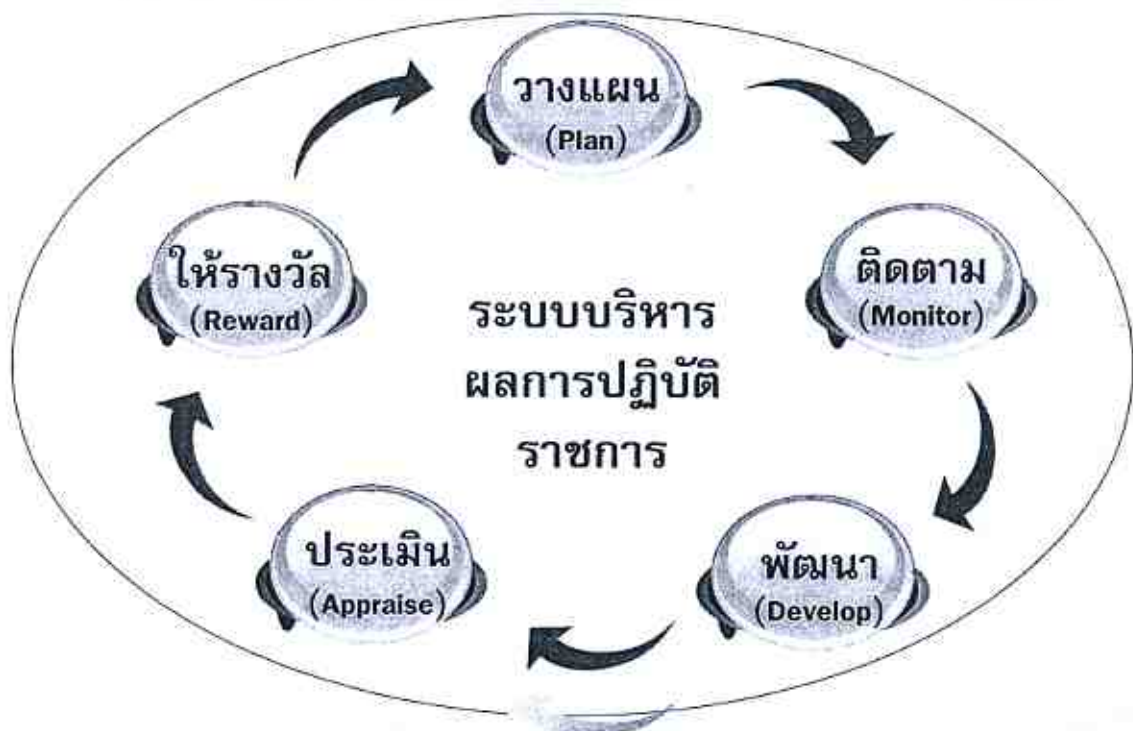 วางแผน
(Plan)
ให้รางวัล
(Reward)
ติดตาม
(Monitor)
ระบบบริหาร
ผลการปฏิบัติ
ราชการ
ประเมิน
(Appraise)
พัฒนา
(Develop)